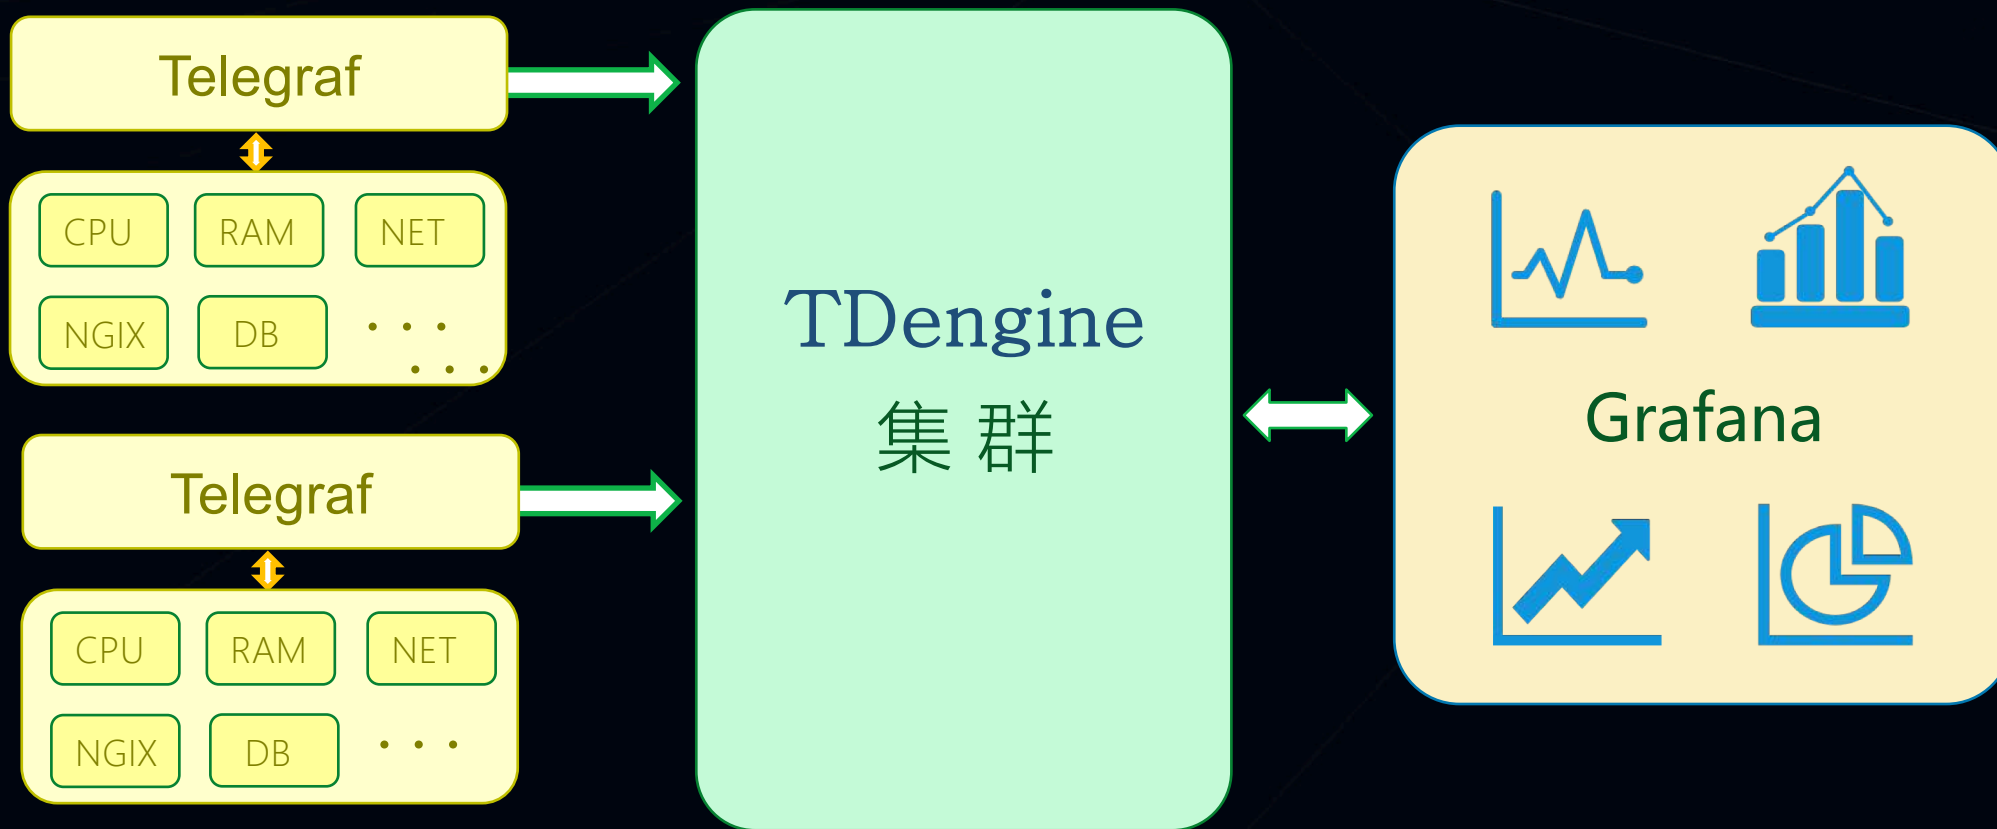 Telegraf
CPU RAM NET
NGIX DB . . .
. . .
Telegraf
CPU RAM NET
NGIX DB . . .
TDengine
集 群
Grafana